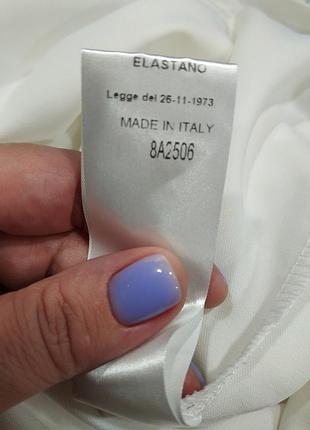 ELASTANO
Legge del 26-11-1973
MADE IN ITALY
8A2506